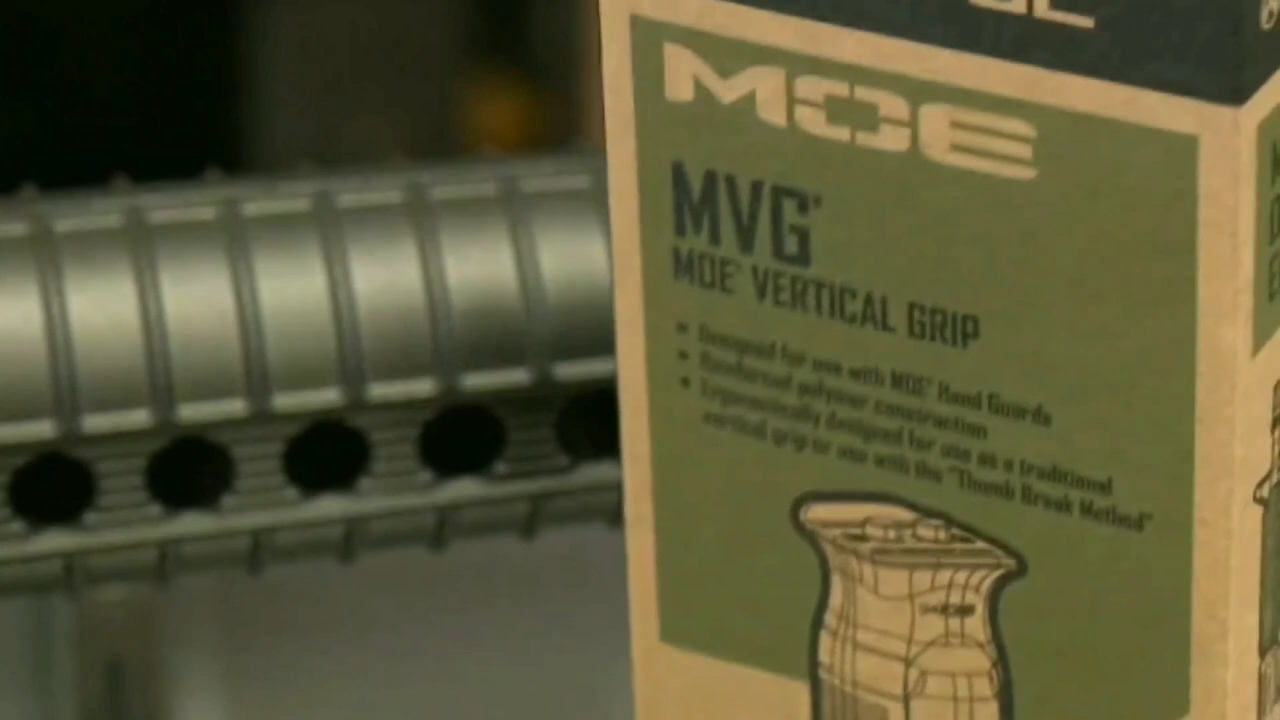 MOE
MVG®
MOE® VERTICAL GRIP
Designed for use with MOE® Hand Guards
Reinforced polymer construction
Ergonomically designed for use as a traditional
vertical grip or use with the "Thumb Break Method"
MOE